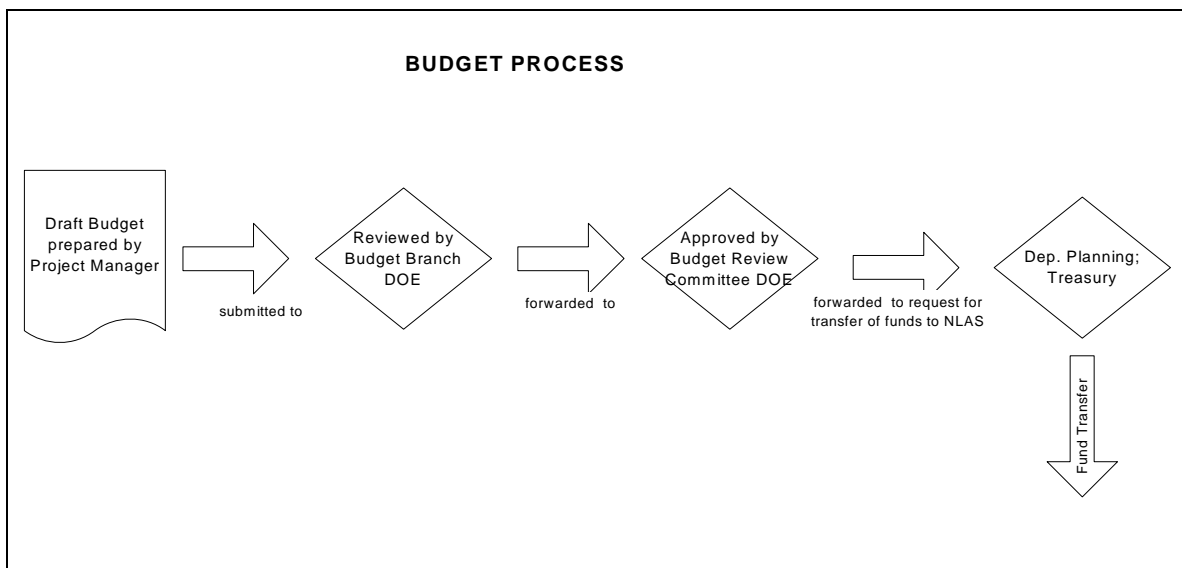 BUDGET PROCESS
Draft Budget
prepared by
Project Manager
submitted to
Reviewed by
Budget Branch
DOE
forwarded to
Approved by
Budget Review
Committee DOE
forwarded to request for
transfer of funds to NLAS
Dep. Planning;
Treasury
Fund Transfer